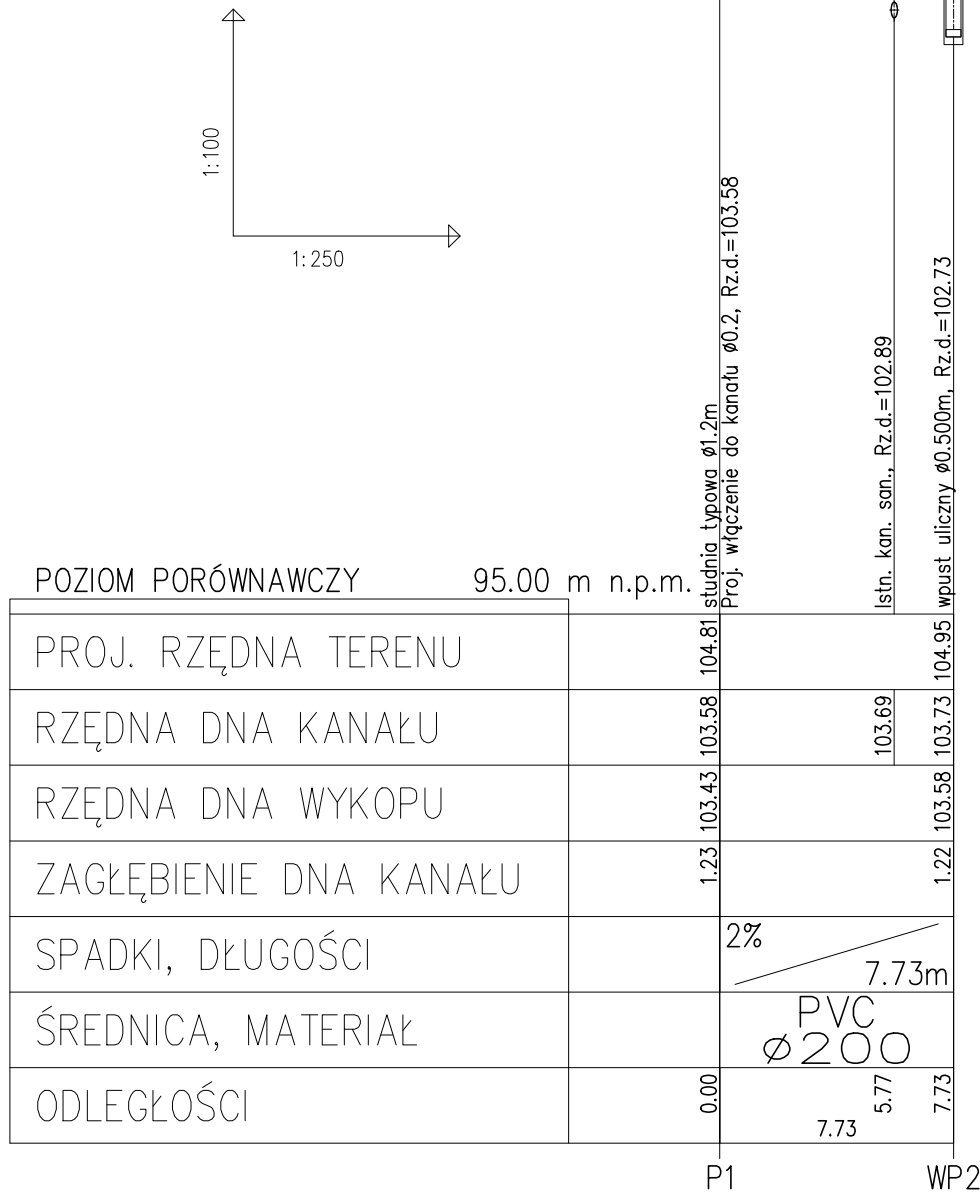 1:100
1:250
studnia typowa ø1.2m
Proj. włączenie do kanału ø0.2, Rz.d.=103.58
Istn. kan. san., Rz.d.=102.89
wpust uliczny ø0.500m, Rz.d.=102.73
POZIOM PORÓWNAWCZY 95.00 m n.p.m.
PROJ. RZĘDNA TERENU 104.81 104.95
RZĘDNA DNA KANAŁU 103.58 103.69 103.73
RZĘDNA DNA WYKOPU 103.43 103.58
ZAGŁĘBIENIE DNA KANAŁU 1.23 1.22
SPADKI, DŁUGOŚCI 2% 7.73m
ŚREDNICA, MATERIAŁ PVC
ø200
ODLEGŁOŚCI 0.00 5.77 7.73
7.73
P1 WP2